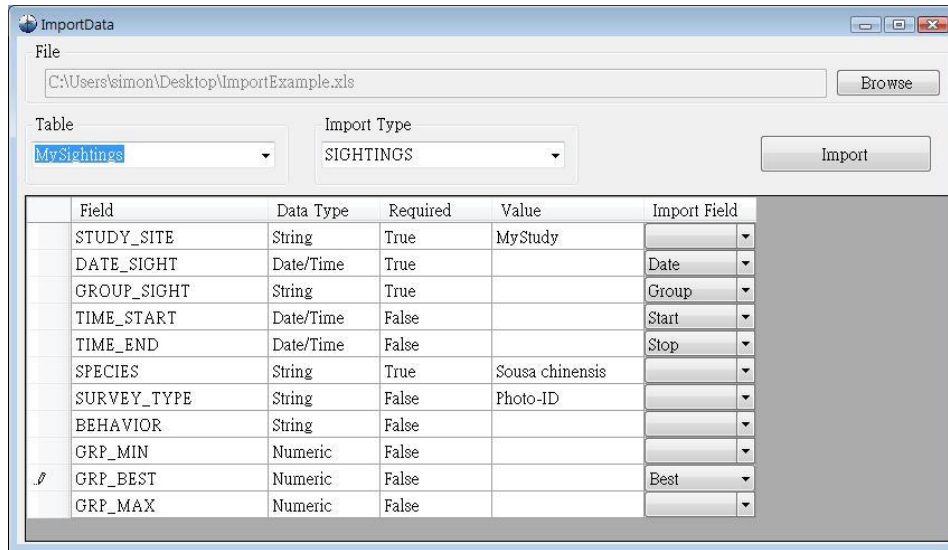 ImportData
File
C:\Users\simon\Desktop\ImportExample.xls Browse
Table Import Type
MySightings SIGHTINGS Import
Field Data Type Required Value Import Field
STUDY_SITE String True MyStudy
DATE_SIGHT Date/Time True Date
GROUP_SIGHT String True Group
TIME_START Date/Time False Start
TIME_END Date/Time False Stop
SPECIES String True Sousa chinensis
SURVEY_TYPE String False Photo-ID
BEHAVIOR String False
GRP_MIN Numeric False
GRP_BEST Numeric False Best
GRP_MAX Numeric False